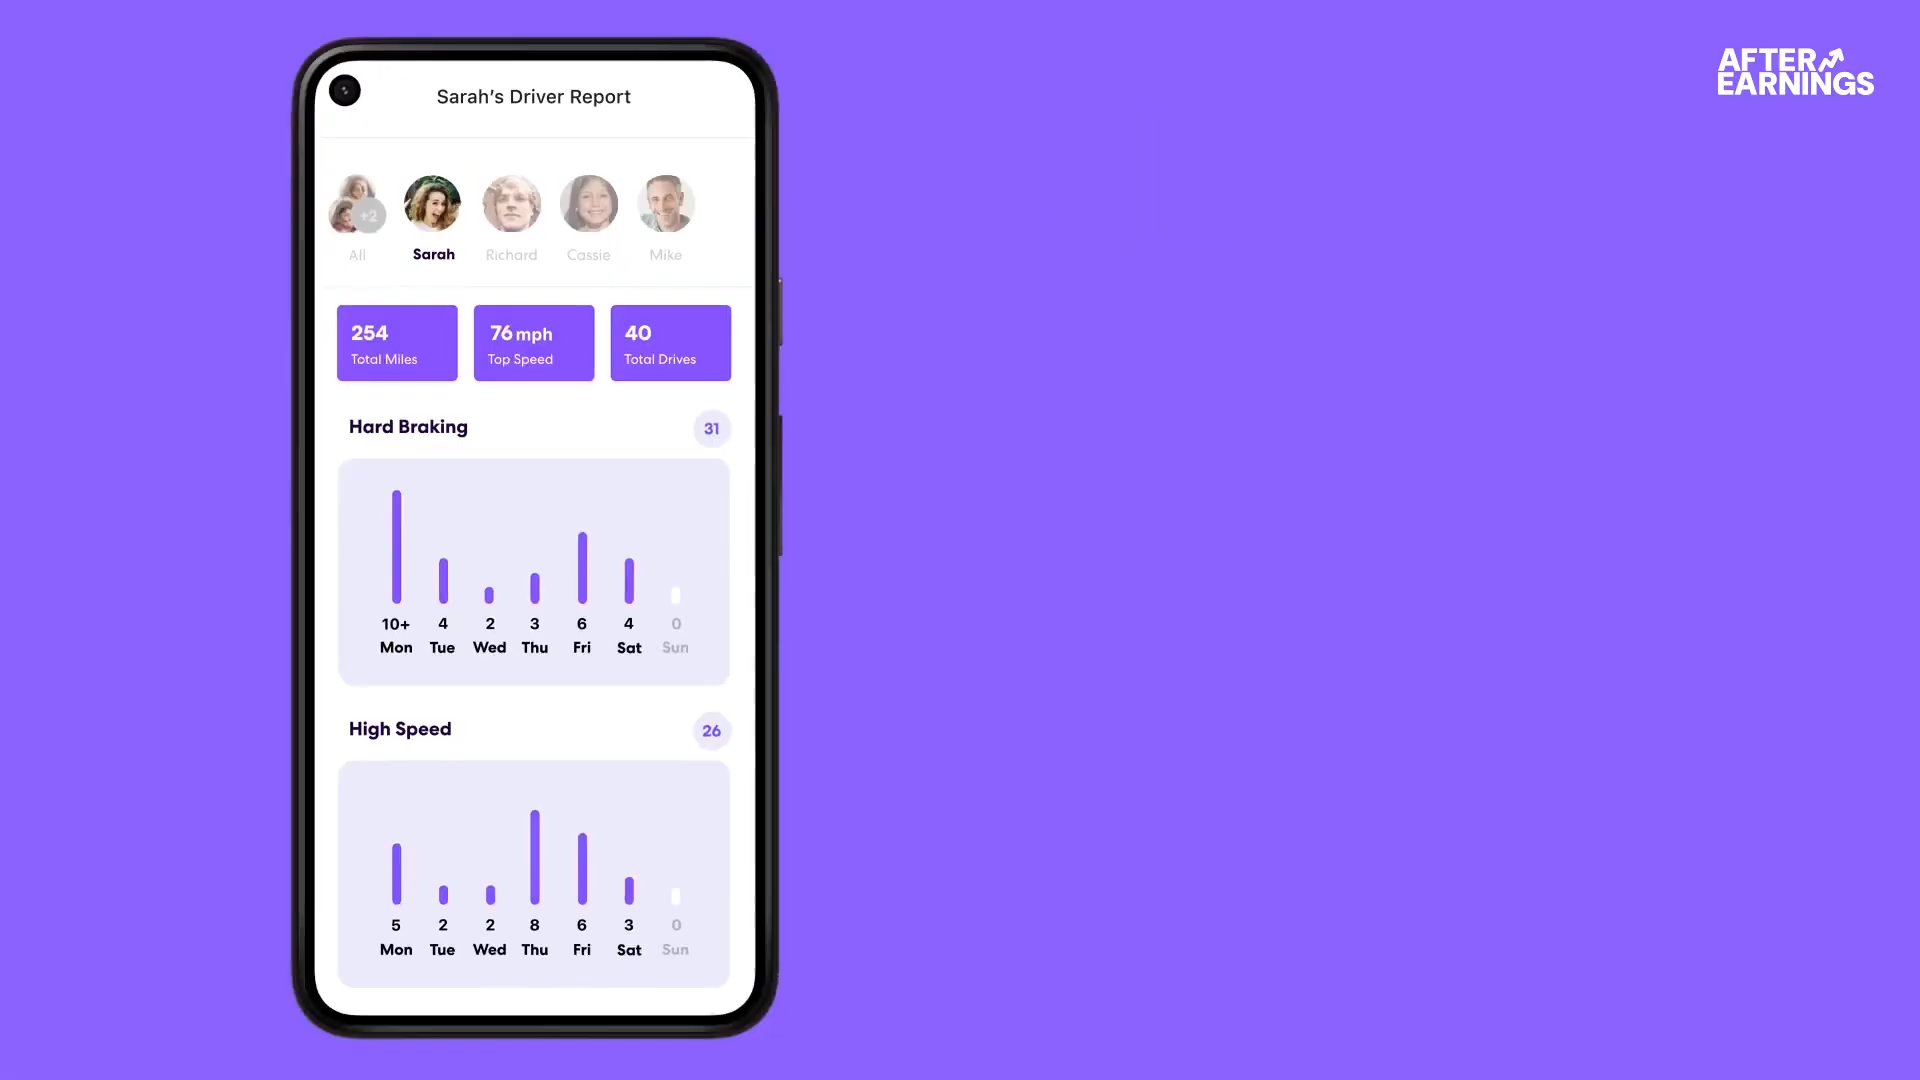 AFTER
EARNINGS
Sarah's Driver Report
+2
All Sarah Richard Cassie Mike
254 76 mph 40
Total Miles Top Speed Total Drives
Hard Braking 31
10+ 4 2 3 6 4 0
Mon Tue Wed Thu Fri Sat Sun
High Speed 26
5 2 2 8 6 3 0
Mon Tue Wed Thu Fri Sat Sun